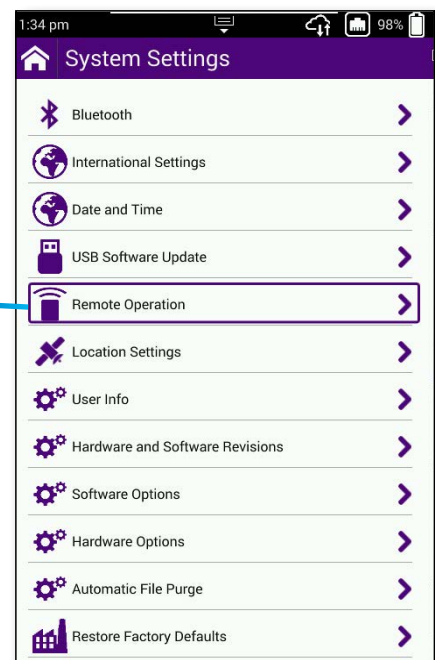 1:34 pm
98%
System Settings
Bluetooth
International Settings
Date and Time
USB Software Update
Remote Operation
Location Settings
User Info
Hardware and Software Revisions
Software Options
Hardware Options
Automatic File Purge
Restore Factory Defaults